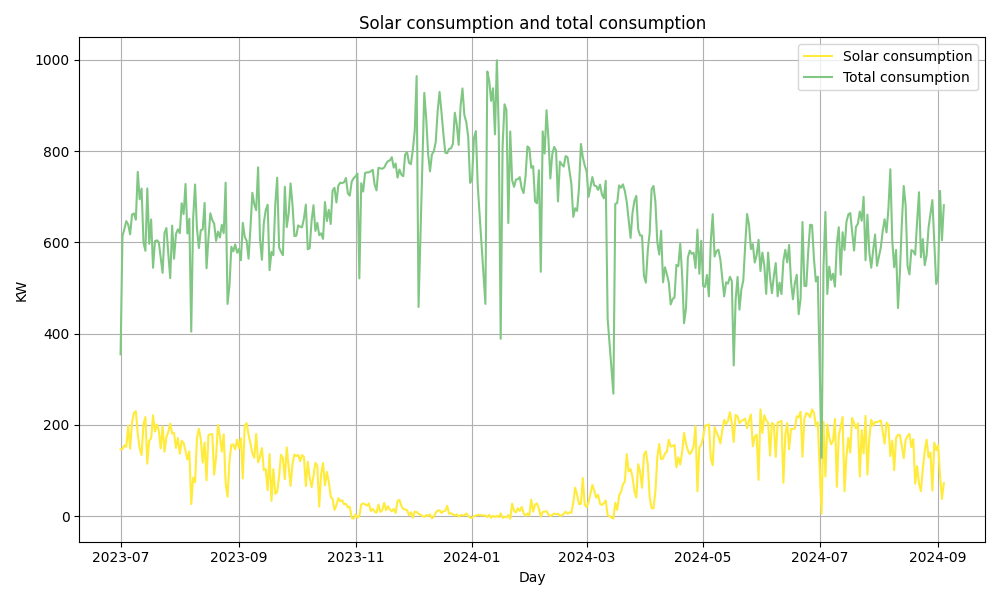 Solar consumption and total consumption
Solar consumption
Total consumption
1000
800
600
400
200
0
KW
2023-07
2023-09
2023-11
2024-01
2024-03
2024-05
2024-07
2024-09
Day